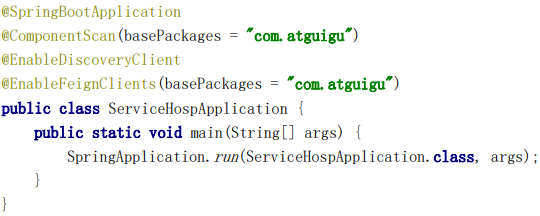 @SpringBootApplication
@ComponentScan(basePackages = "com.atguigu")
@EnableDiscoveryClient
@EnableFeignClients(basePackages = "com.atguigu")
public class ServiceHospApplication {
    public static void main(String[] args) {
        SpringApplication.run(ServiceHospApplication.class, args);
    }
}